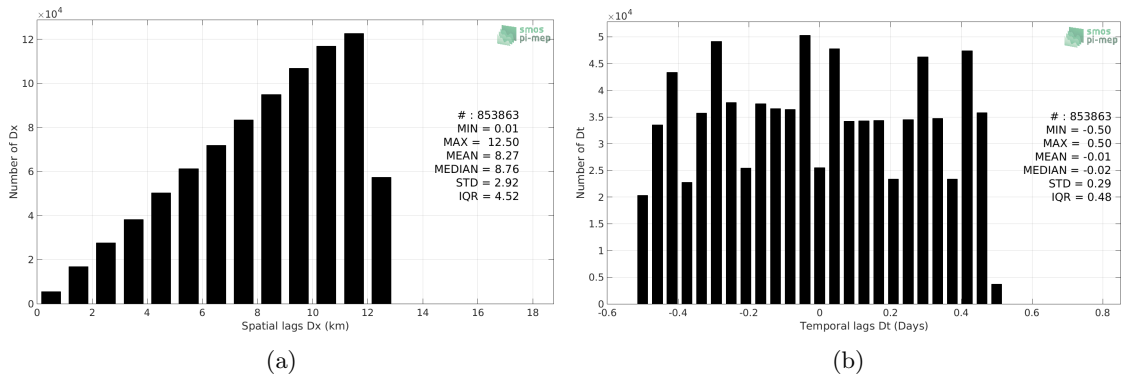 ×10⁴
smos
pi-mep
12
10
8
6
4
2
0
Number of Dx
# : 853863
MIN = 0.01
MAX = 12.50
MEAN = 8.27
MEDIAN = 8.76
STD = 2.92
IQR = 4.52
0 2 4 6 8 10 12 14 16 18
Spatial lags Dx (km)
(a)
×10⁴
smos
pi-mep
5
4.5
4
3.5
3
2.5
2
1.5
1
0.5
0
Number of Dt
# : 853863
MIN = -0.50
MAX = 0.50
MEAN = -0.01
MEDIAN = -0.02
STD = 0.29
IQR = 0.48
-0.6 -0.4 -0.2 0 0.2 0.4 0.6 0.8
Temporal lags Dt (Days)
(b)